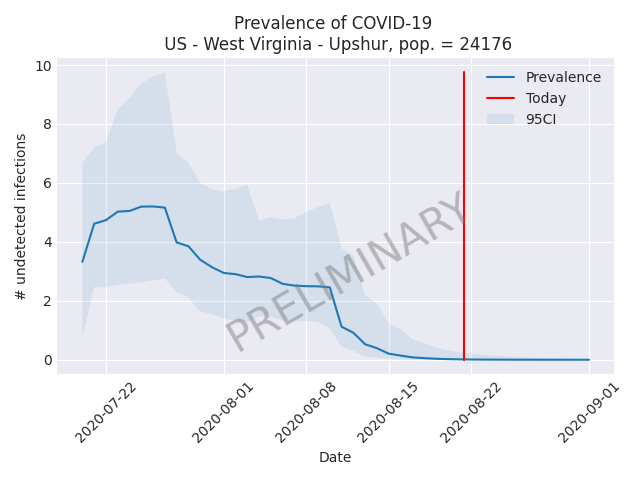 Prevalence of COVID-19
US - West Virginia - Upshur, pop. = 24176
10
8
6
4
2
0
# undetected infections
Prevalence
Today
95CI
PRELIMINARY
2020-07-22
2020-08-01
2020-08-08
2020-08-15
2020-08-22
2020-09-01
Date